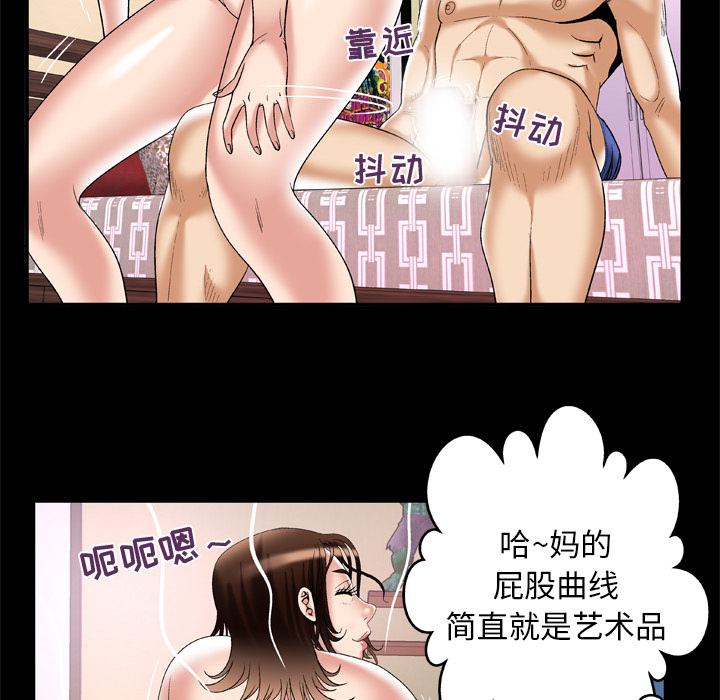 靠近
抖动
抖动
呃呃嗯~
哈~妈的
屁股曲线
简直就是艺术品